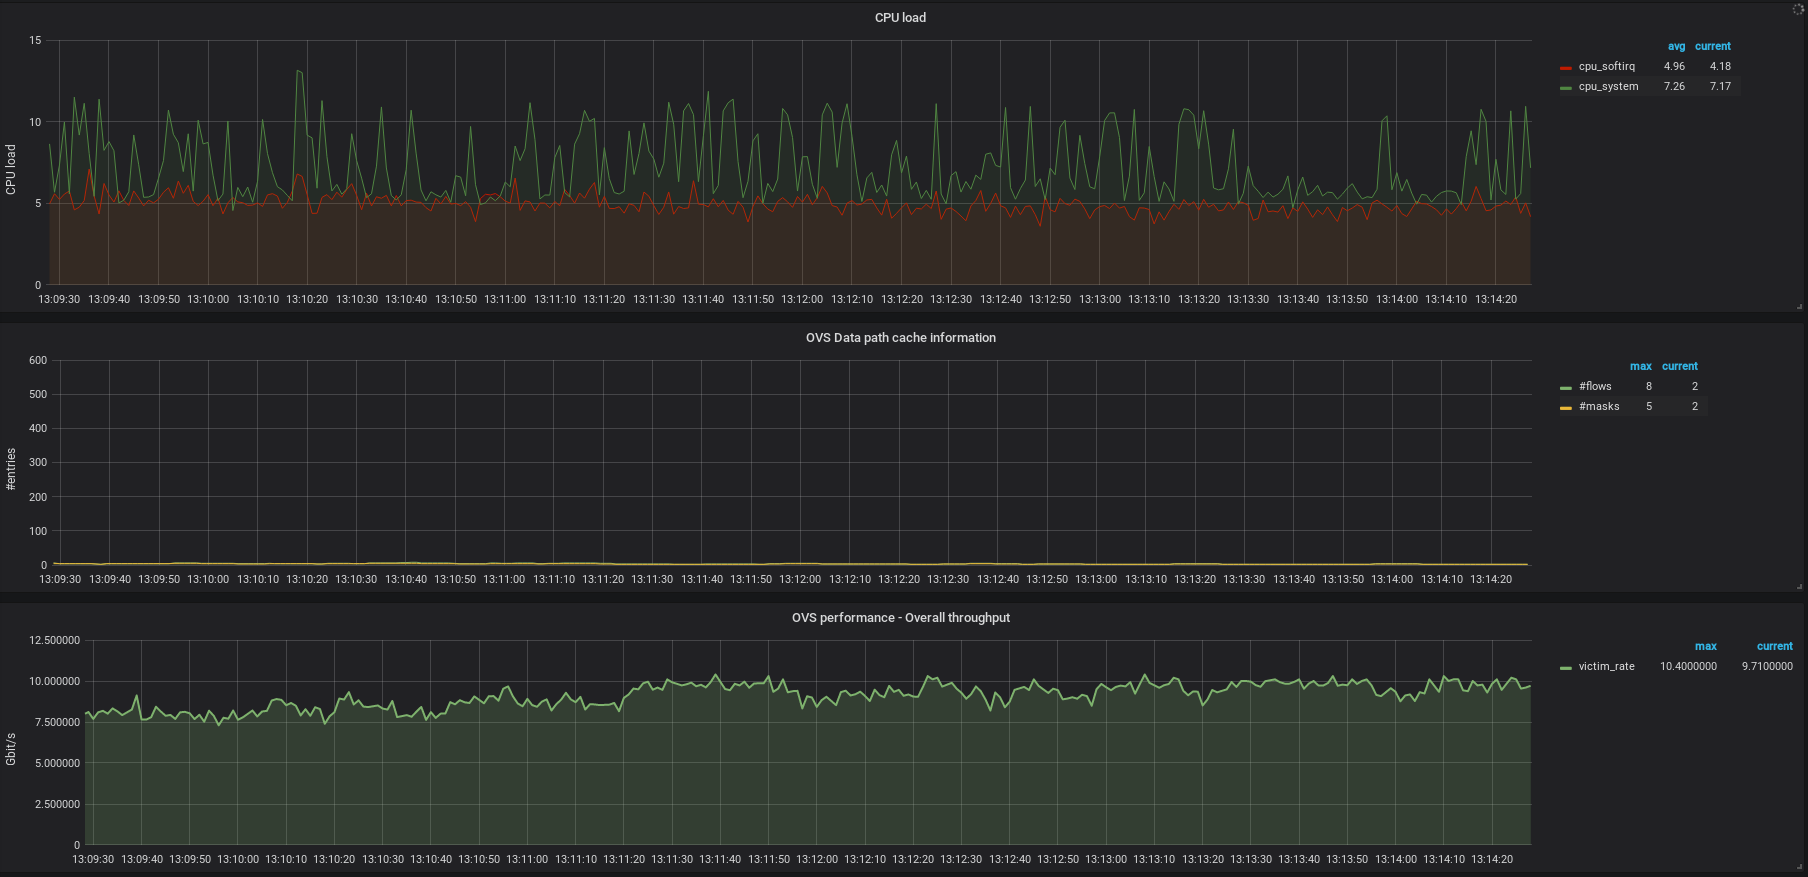 CPU load
15
10
5
0
CPU load
13:09:30 13:09:40 13:09:50 13:10:00 13:10:10 13:10:20 13:10:30 13:10:40 13:10:50 13:11:00 13:11:10 13:11:20 13:11:30 13:11:40 13:11:50 13:12:00 13:12:10 13:12:20 13:12:30 13:12:40 13:12:50 13:13:00 13:13:10 13:13:20 13:13:30 13:13:40 13:13:50 13:14:00 13:14:10 13:14:20
avg current
cpu_softirq 4.96 4.18
cpu_system 7.26 7.17
OVS Data path cache information
600
500
400
300
200
100
0
#entries
13:09:30 13:09:40 13:09:50 13:10:00 13:10:10 13:10:20 13:10:30 13:10:40 13:10:50 13:11:00 13:11:10 13:11:20 13:11:30 13:11:40 13:11:50 13:12:00 13:12:10 13:12:20 13:12:30 13:12:40 13:12:50 13:13:00 13:13:10 13:13:20 13:13:30 13:13:40 13:13:50 13:14:00 13:14:10 13:14:20
max current
#flows 8 2
#masks 5 2
OVS performance - Overall throughput
12.500000
10.000000
7.500000
5.000000
2.500000
0
Gbit/s
13:09:30 13:09:40 13:09:50 13:10:00 13:10:10 13:10:20 13:10:30 13:10:40 13:10:50 13:11:00 13:11:10 13:11:20 13:11:30 13:11:40 13:11:50 13:12:00 13:12:10 13:12:20 13:12:30 13:12:40 13:12:50 13:13:00 13:13:10 13:13:20 13:13:30 13:13:40 13:13:50 13:14:00 13:14:10 13:14:20
max current
victim_rate 10.4000000 9.7100000